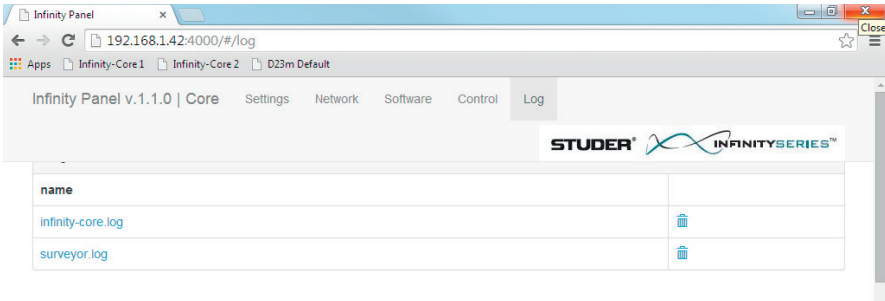 Infinity Panel
Close
192.168.1.42:4000/#/log
Apps Infinity-Core 1 Infinity-Core 2 D23m Default
Infinity Panel v.1.1.0 | Core Settings Network Software Control Log
STUDER® INFINITYSERIES™
name
infinity-core.log
surveyor.log